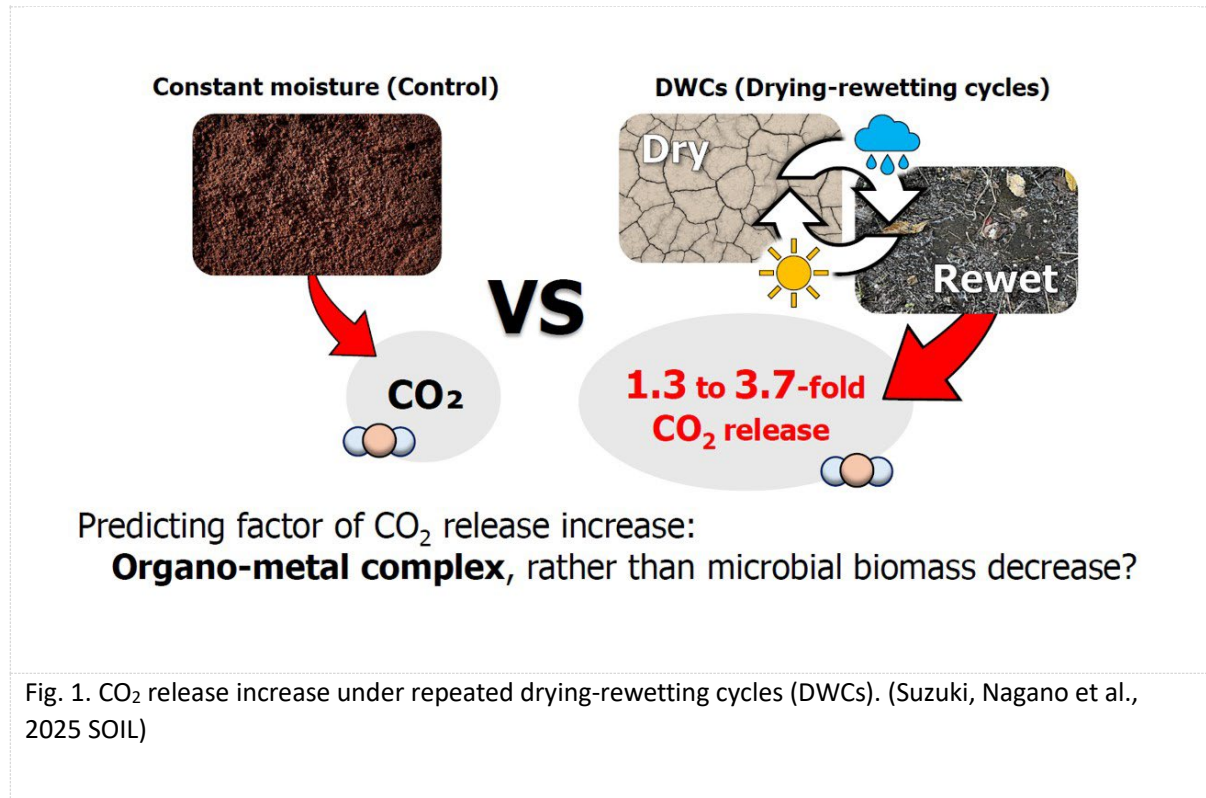 Constant moisture (Control)
DWCs (Drying-rewetting cycles)
Dry
Rewet
VS
CO₂
1.3 to 3.7-fold
CO₂ release
Predicting factor of CO₂ release increase:
Organo-metal complex, rather than microbial biomass decrease?
Fig. 1. CO₂ release increase under repeated drying-rewetting cycles (DWCs). (Suzuki, Nagano et al.,
2025 SOIL)